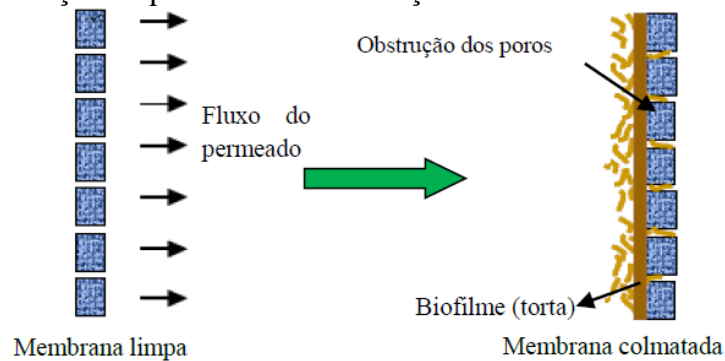 Obstrução dos poros
Fluxo do
permeado
Biofilme (torta)
Membrana limpa
Membrana colmatada